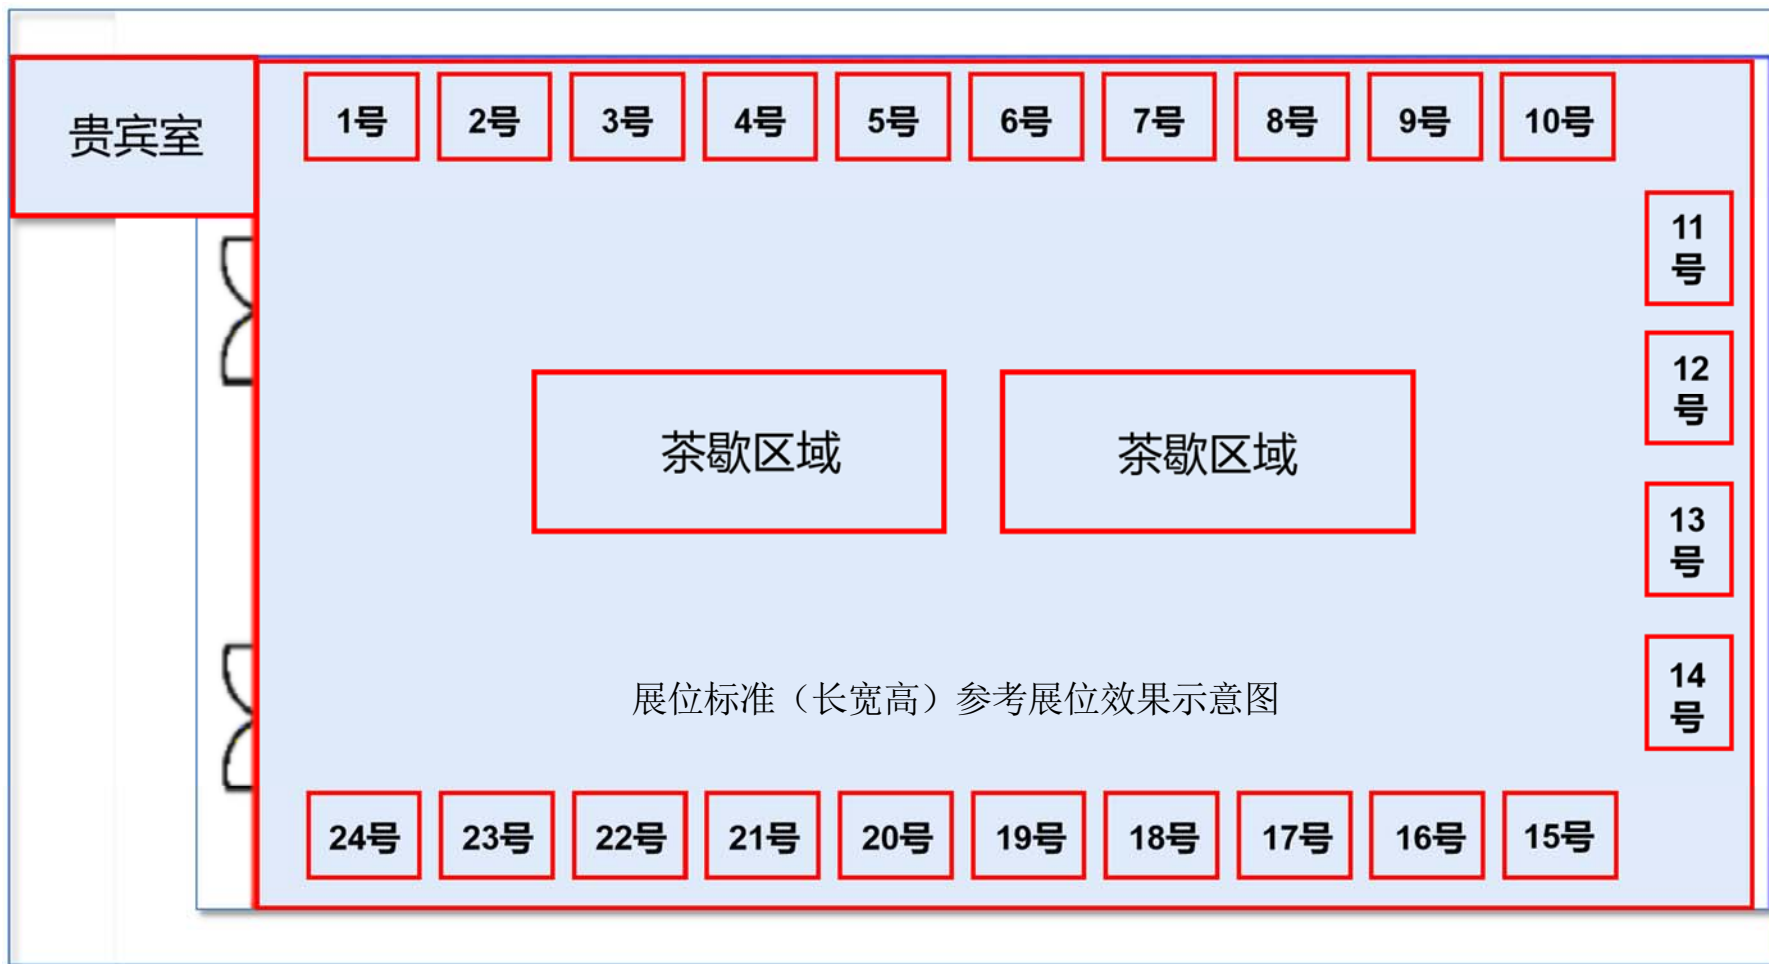 贵宾室
1号
2号
3号
4号
5号
6号
7号
8号
9号
10号
11
号
12
号
茶歇区域
茶歇区域
13
号
14
号
展位标准（长宽高）参考展位效果示意图
24号
23号
22号
21号
20号
19号
18号
17号
16号
15号